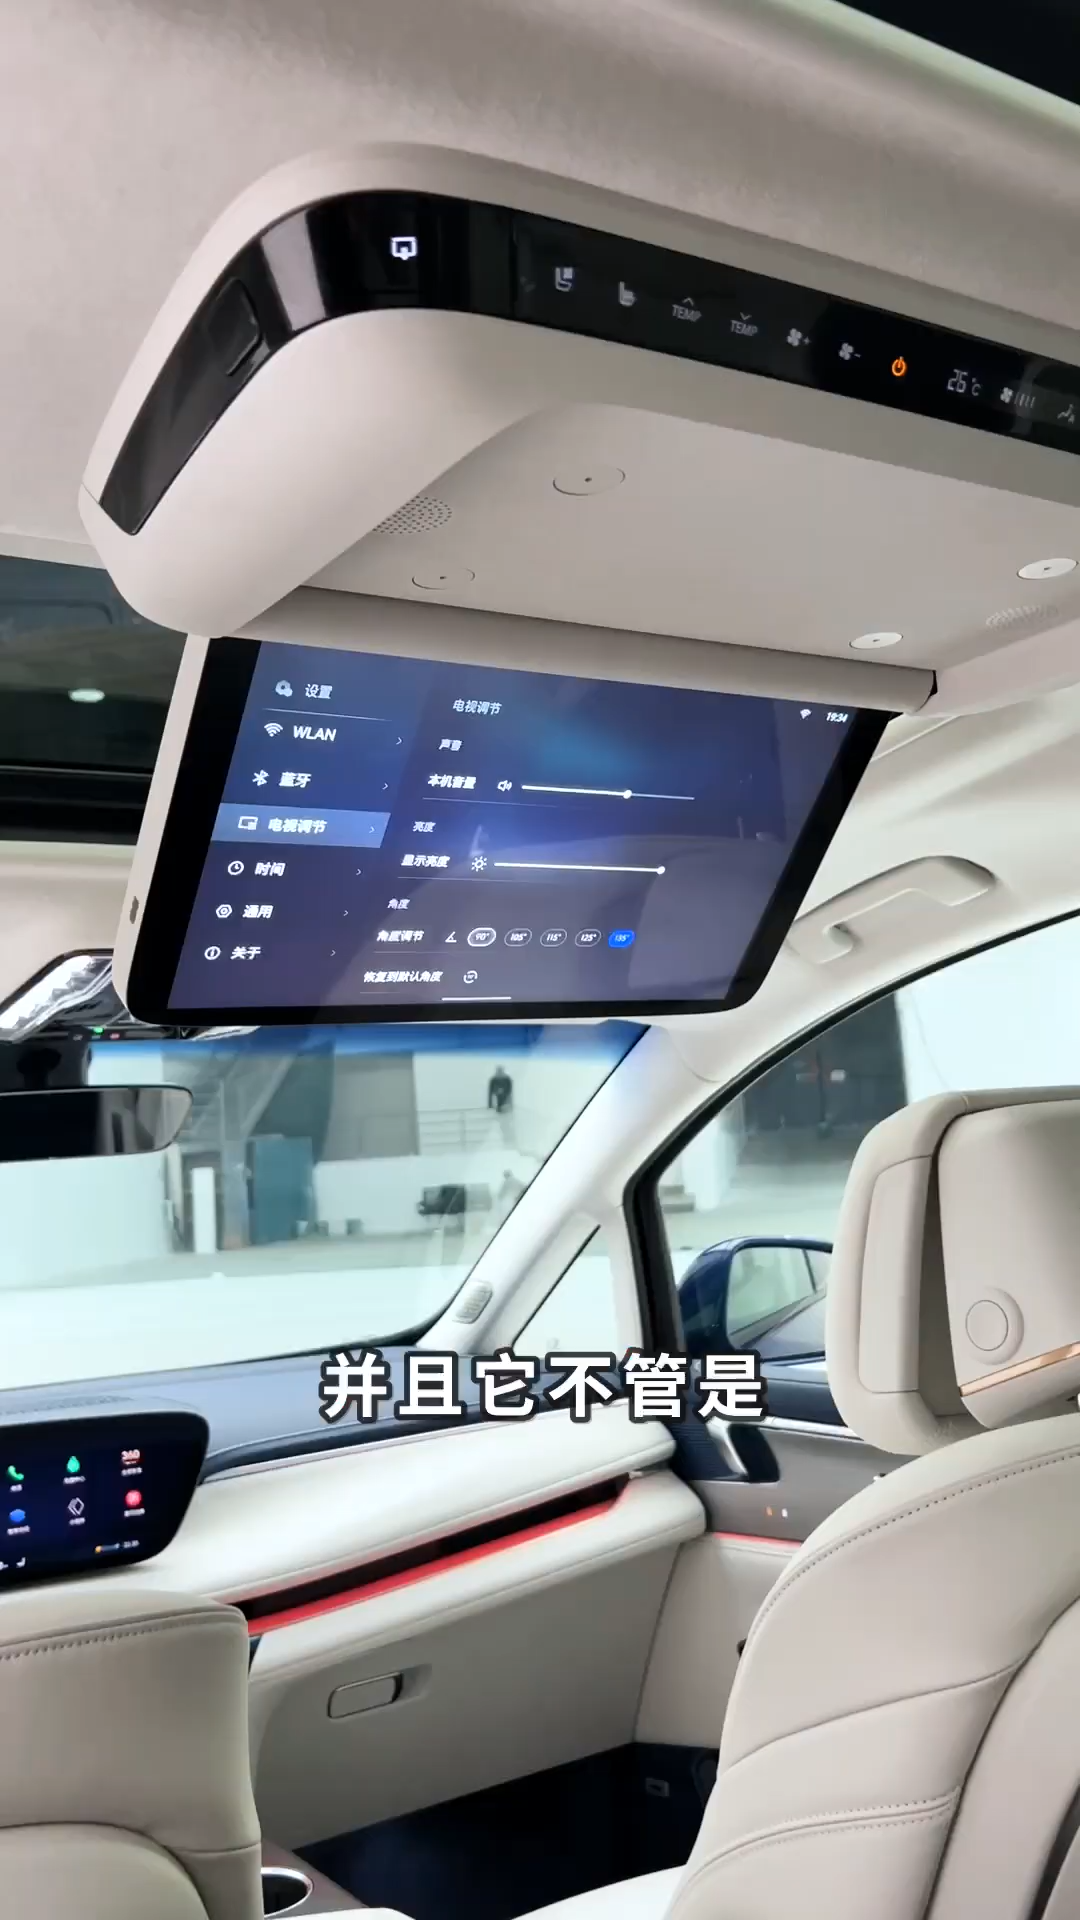 TEMP
TEMP
26°C
设置
WLAN
蓝牙
电视调节
时间
通用
关于
电视调节
19:34
声音
本机音量
亮度
显示亮度
角度
角度调节
90°
105°
115°
125°
135°
恢复到默认角度
并且它不管是
360